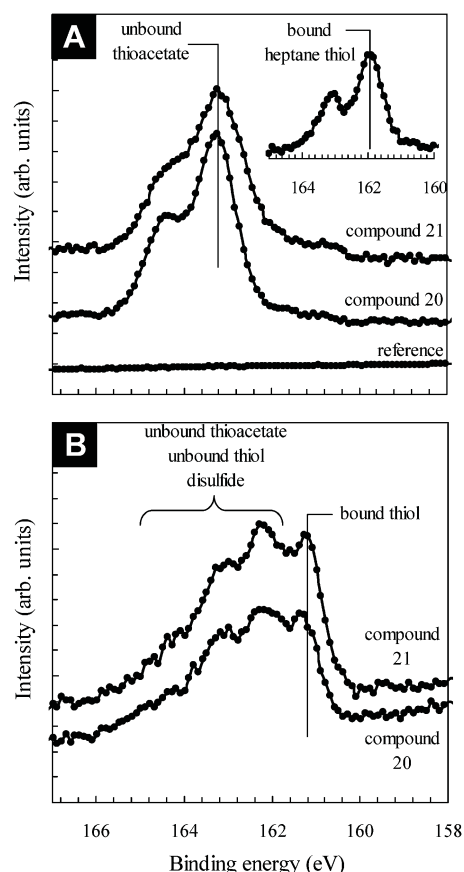 A
unbound
thioacetate
bound
heptane thiol
164
162
160
compound 21
compound 20
reference
Intensity (arb. units)
B
unbound thioacetate
unbound thiol
disulfide
bound thiol
compound
21
compound
20
Intensity (arb. units)
166
164
162
160
158
Binding energy (eV)